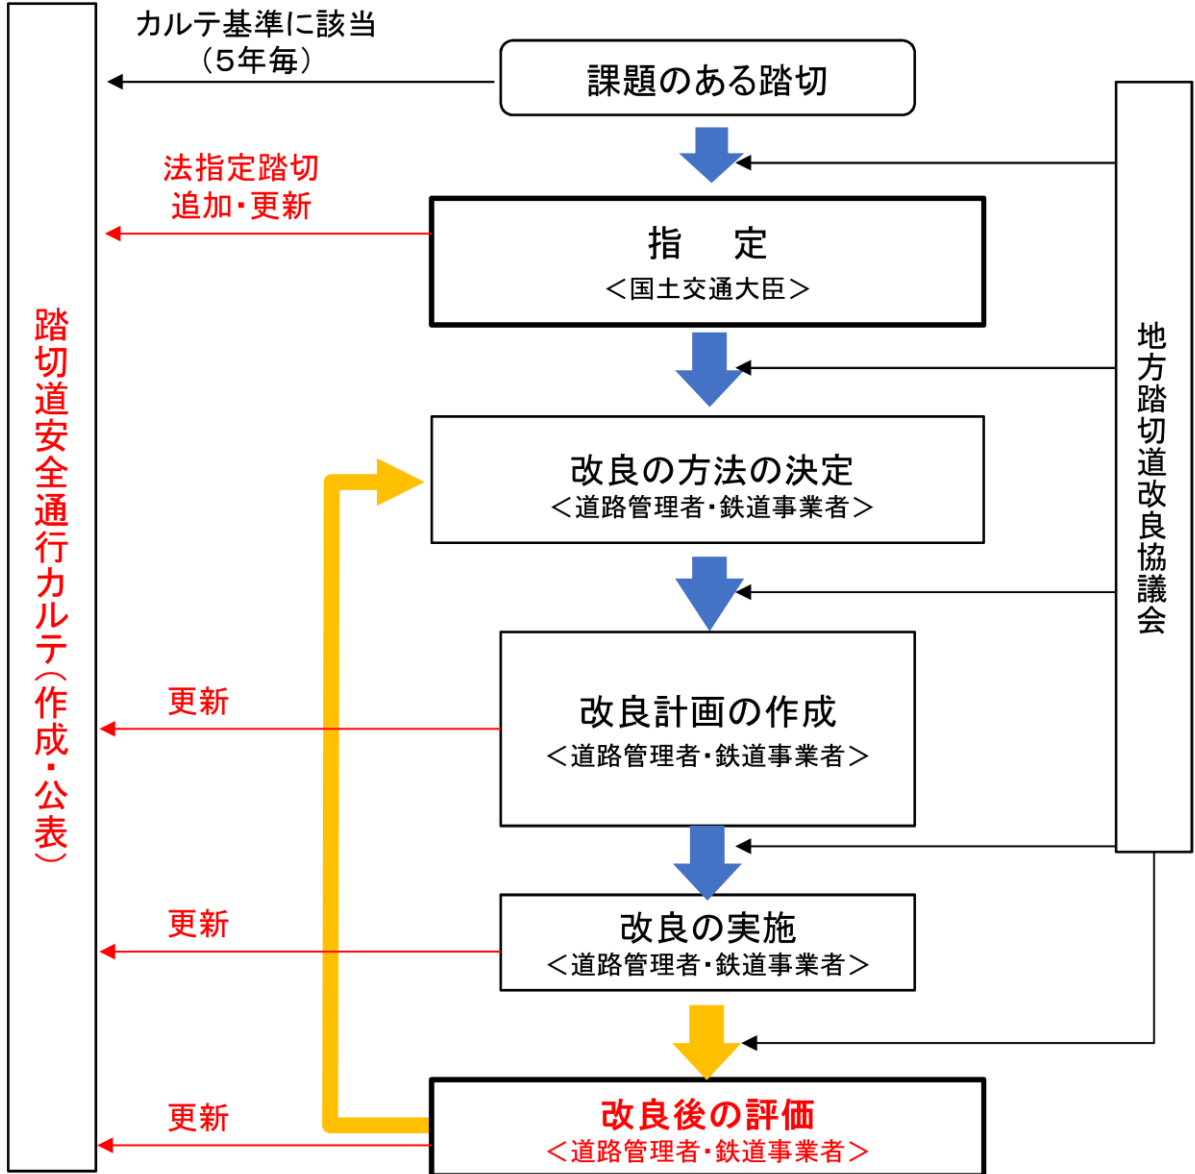 カルテ基準に該当
（５年毎）
課題のある踏切
法指定踏切
追加・更新
指　定
＜国土交通大臣＞
踏切道安全通行カルテ（作成・公表）
地方踏切道改良協議会
改良の方法の決定
＜道路管理者・鉄道事業者＞
更新
改良計画の作成
＜道路管理者・鉄道事業者＞
更新
改良の実施
＜道路管理者・鉄道事業者＞
更新
改良後の評価
＜道路管理者・鉄道事業者＞